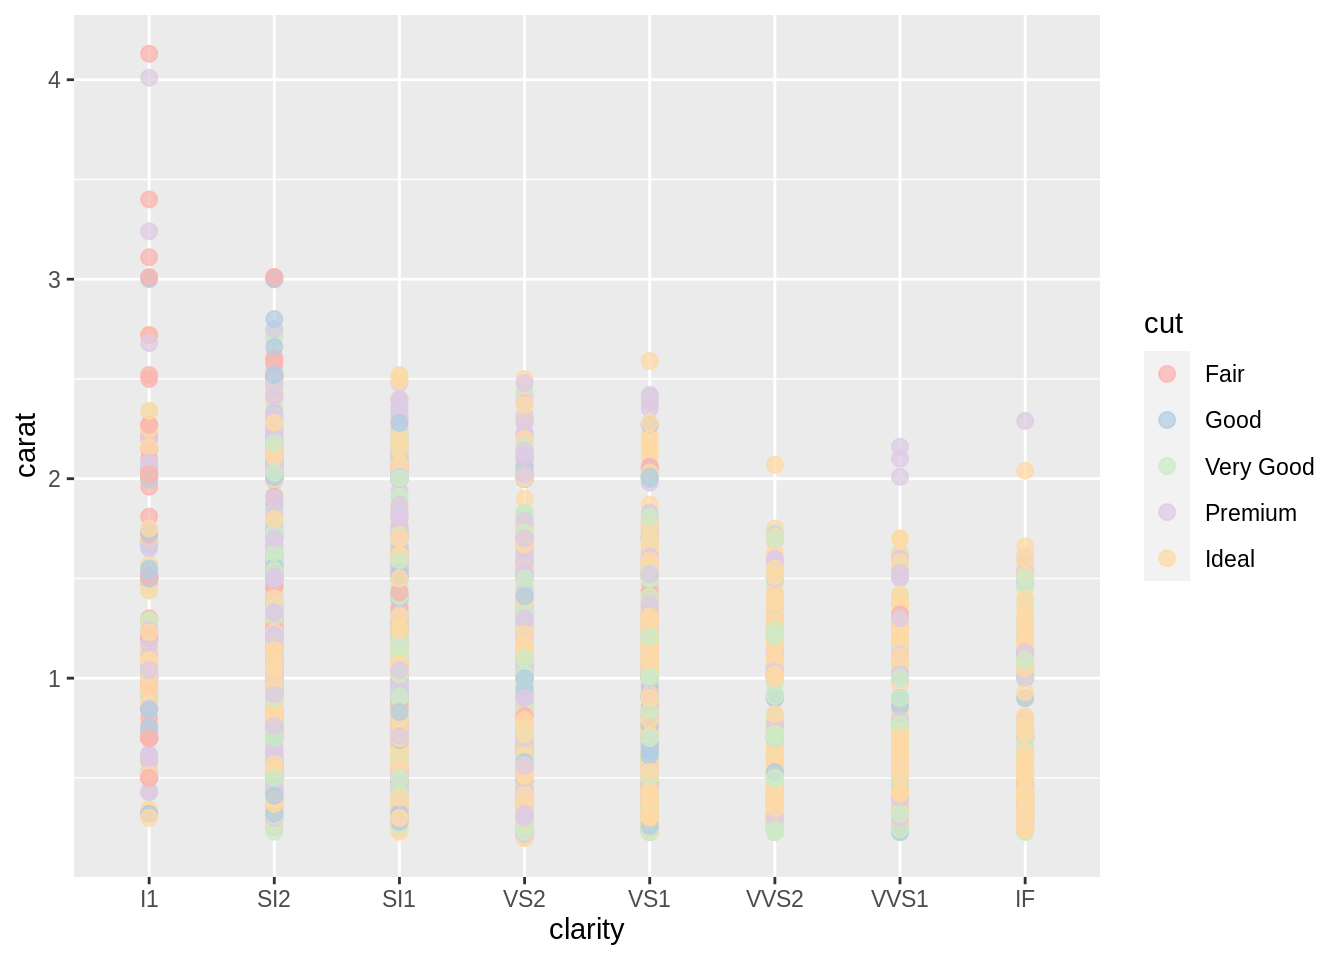 4
3
2
1
carat
I1 SI2 SI1 VS2 VS1 VVS2 VVS1 IF
clarity
cut
Fair
Good
Very Good
Premium
Ideal